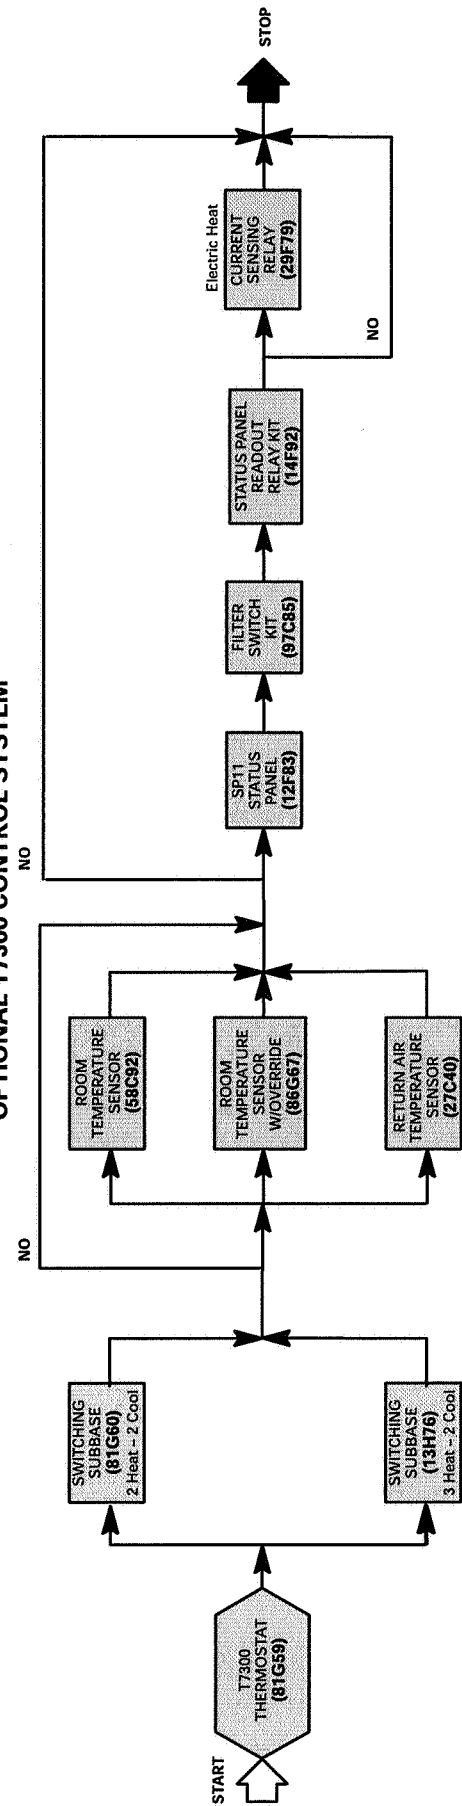 OPTIONAL T7300 CONTROL SYSTEM
START
T7300
THERMOSTAT
(81G59)
SWITCHING
SUBBASE
(81G60)
2 Heat – 2 Cool
SWITCHING
SUBBASE
(13H76)
3 Heat – 2 Cool
NO
ROOM
TEMPERATURE
SENSOR
(58C92)
ROOM
TEMPERATURE
SENSOR
W/OVERRIDE
(86G67)
RETURN AIR
TEMPERATURE
SENSOR
(27C40)
NO
SP11
STATUS
PANEL
(12F83)
FILTER
SWITCH
KIT
(97C85)
STATUS PANEL
READOUT
RELAY KIT
(14F92)
NO
Electric Heat
CURRENT
SENSING
RELAY
(29F79)
STOP